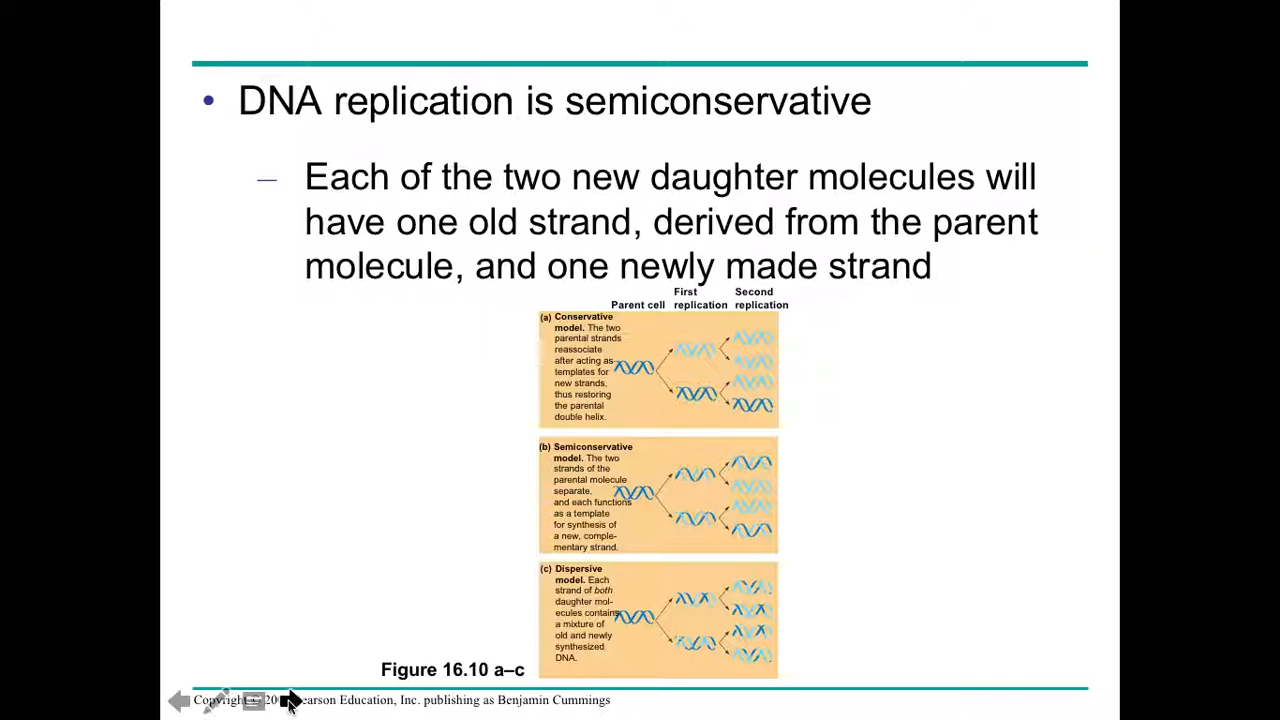 • DNA replication is semiconservative
– Each of the two new daughter molecules will
have one old strand, derived from the parent
molecule, and one newly made strand
Parent cell
First
replication
Second
replication
(a) Conservative
model. The two
parental strands
reassociate
after acting as
templates for
new strands,
thus restoring
the parental
double helix.
(b) Semiconservative
model. The two
strands of the
parental molecule
separate,
and each functions
as a template
for synthesis of
a new, comple-
mentary strand.
(c) Dispersive
model. Each
strand of both
daughter mol-
ecules contains
a mixture of
old and newly
synthesized
DNA.
Figure 16.10 a–c
Copyright © Pearson Education, Inc. publishing as Benjamin Cummings